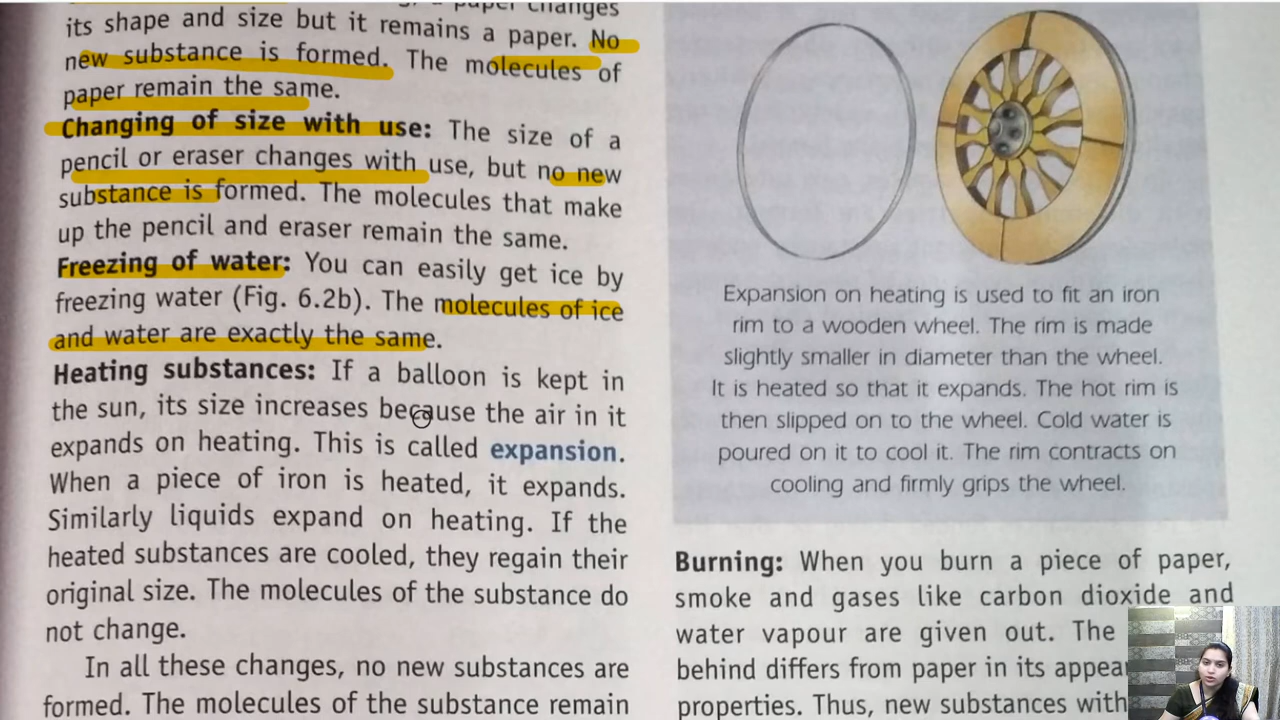 paper changes
its shape and size but it remains a paper. No
new substance is formed. The molecules of
paper remain the same.
Changing of size with use: The size of a
pencil or eraser changes with use, but no new
substance is formed. The molecules that make
up the pencil and eraser remain the same.
Freezing of water: You can easily get ice by
freezing water (Fig. 6.2b). The molecules of ice
and water are exactly the same.
Heating substances: If a balloon is kept in
the sun, its size increases because the air in it
expands on heating. This is called expansion.
When a piece of iron is heated, it expands.
Similarly liquids expand on heating. If the
heated substances are cooled, they regain their
original size. The molecules of the substance do
not change.
In all these changes, no new substances are
formed. The molecules of the substance remain
Expansion on heating is used to fit an iron
rim to a wooden wheel. The rim is made
slightly smaller in diameter than the wheel.
It is heated so that it expands. The hot rim is
then slipped on to the wheel. Cold water is
poured on it to cool it. The rim contracts on
cooling and firmly grips the wheel.
Burning: When you burn a piece of paper,
smoke and gases like carbon dioxide and
water vapour are given out. The
behind differs from paper in its appea
properties. Thus, new substances with